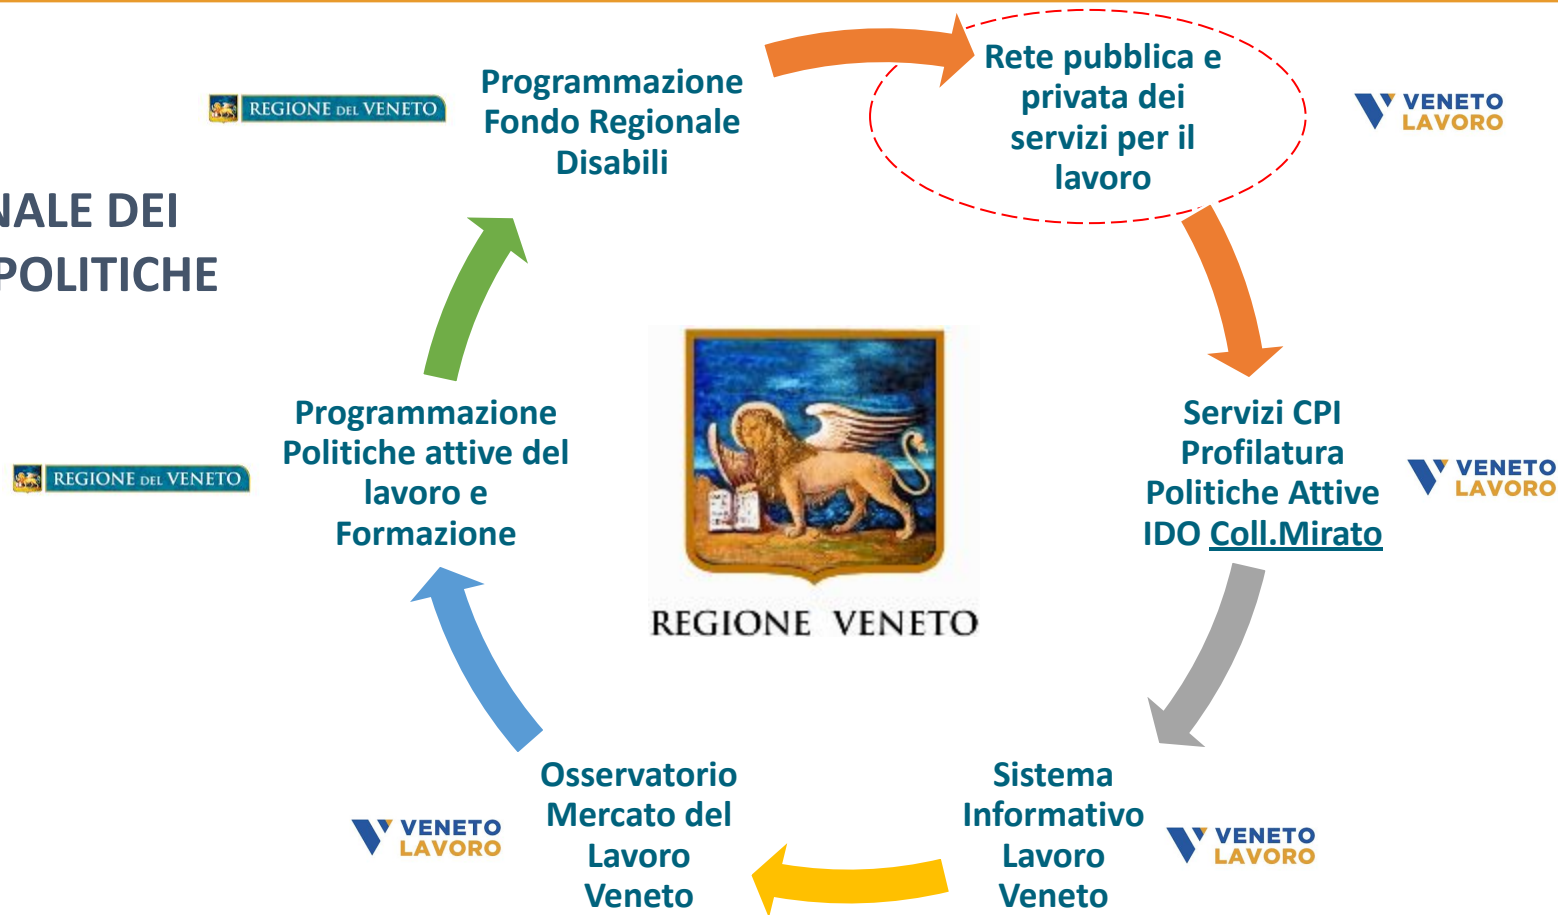 NALE DEI
POLITICHE
REGIONE DEL VENETO
Programmazione
Fondo Regionale
Disabili
Rete pubblica e
privata dei
servizi per il
lavoro
VENETO
LAVORO
Servizi CPI
Profilatura
Politiche Attive
IDO Coll.Mirato
VENETO
LAVORO
Sistema
Informativo
Lavoro
Veneto
VENETO
LAVORO
Osservatorio
Mercato del
Lavoro
Veneto
VENETO
LAVORO
Programmazione
Politiche attive del
lavoro e
Formazione
REGIONE DEL VENETO
REGIONE VENETO